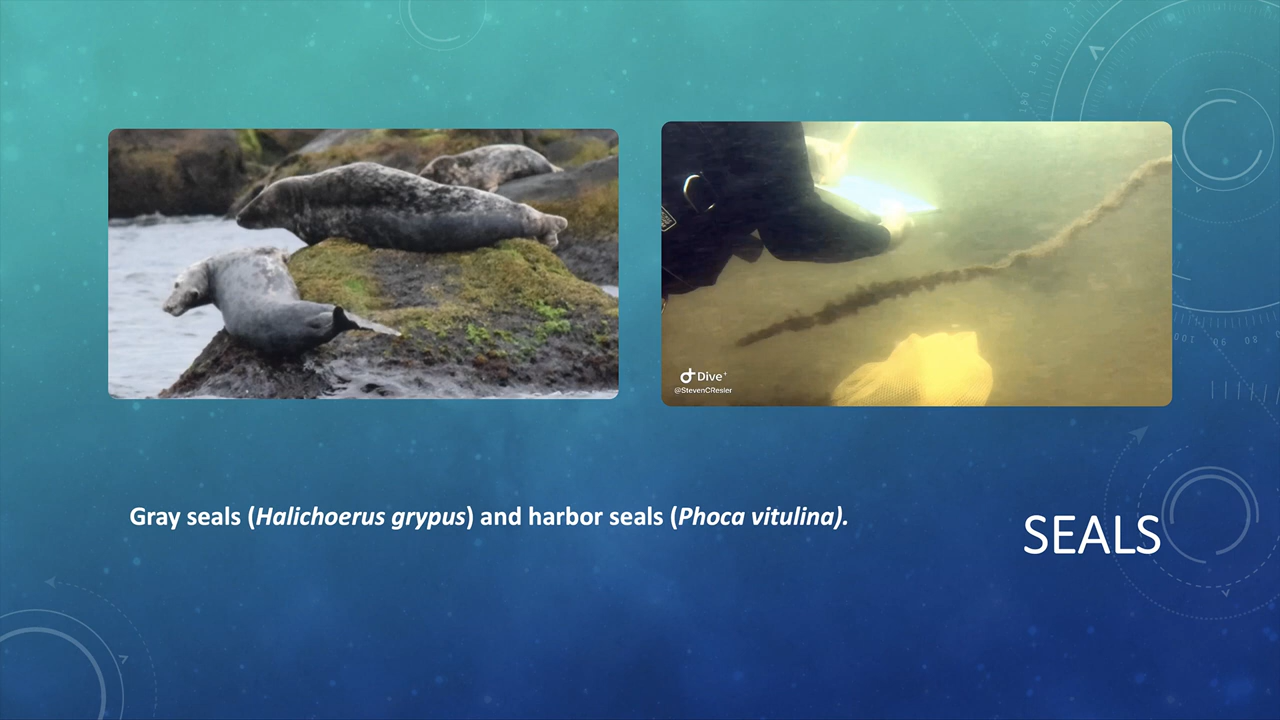 Dive+
@StevenCResler
Gray seals (Halichoerus grypus) and harbor seals (Phoca vitulina).
SEALS